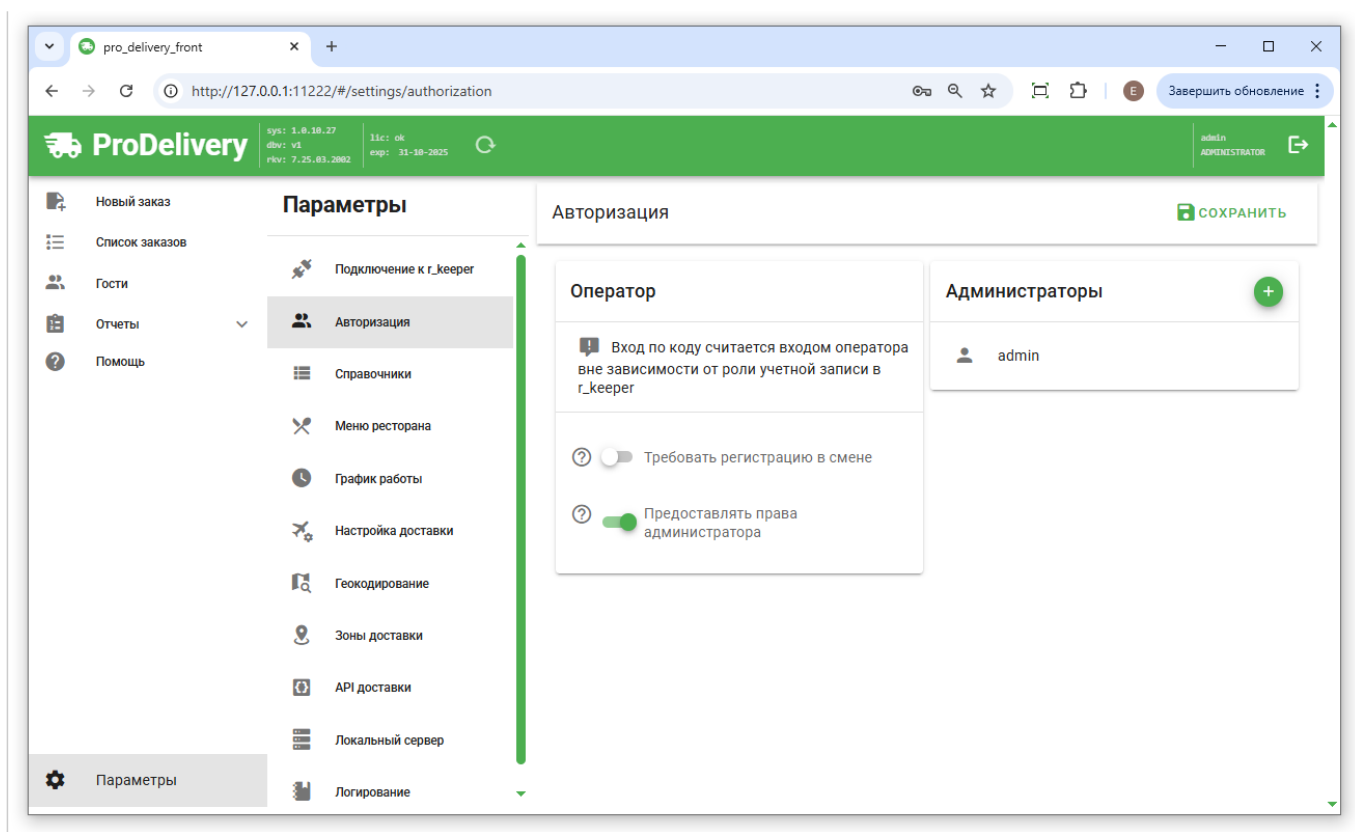 pro_delivery_front
http://127.0.0.1:11222/#/settings/authorization
E
Завершить обновление
ProDelivery
sys: 1.0.10.27
dbv: v1
rkv: 7.25.03.2002
lic: ok
exp: 31-10-2025
admin
ADMINISTRATOR
Новый заказ
Список заказов
Гости
Отчеты
Помощь
Параметры
Параметры
Подключение к r_keeper
Авторизация
Справочники
Меню ресторана
График работы
Настройка доставки
Геокодирование
Зоны доставки
API доставки
Локальный сервер
Логирование
Авторизация
СОХРАНИТЬ
Оператор
Вход по коду считается входом оператора
вне зависимости от роли учетной записи в
r_keeper
Требовать регистрацию в смене
Предоставлять права
администратора
Администраторы
admin